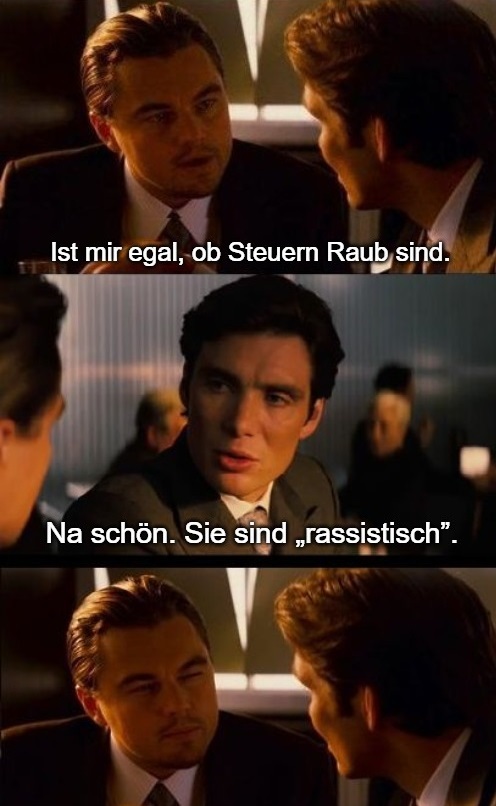 Ist mir egal, ob Steuern Raub sind.
Na schön. Sie sind „rassistisch”.